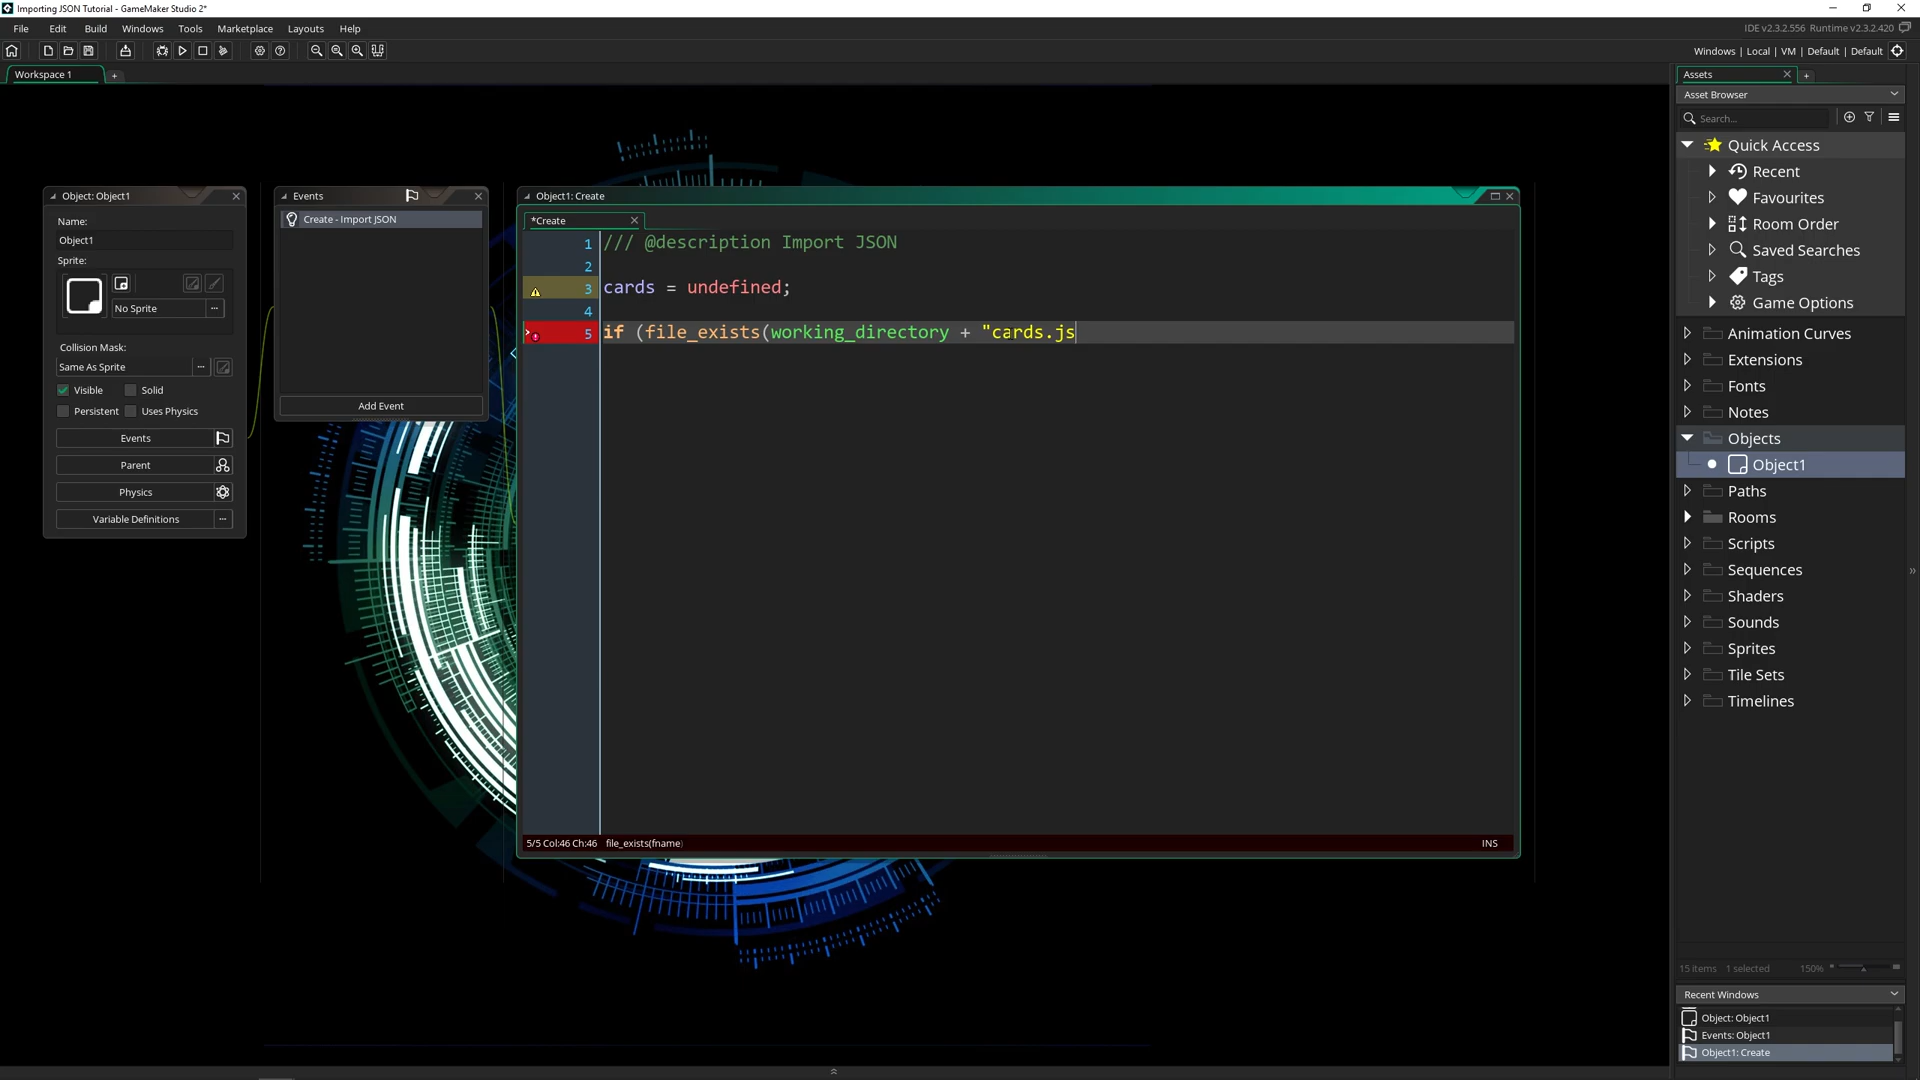 Importing JSON Tutorial - GameMaker Studio 2*
File Edit Build Windows Tools Marketplace Layouts Help
IDE v2.3.2.556 Runtime v2.3.2.420
Windows | Local | VM | Default | Default
Workspace 1 +
Assets +
Asset Browser
Search...
Quick Access
Recent
Favourites
Room Order
Saved Searches
Tags
Game Options
Animation Curves
Extensions
Fonts
Notes
Objects
Object1
Paths
Rooms
Scripts
Sequences
Shaders
Sounds
Sprites
Tile Sets
Timelines
15 items 1 selected 150%
Recent Windows
Object: Object1
Events: Object1
Object1: Create
Object: Object1
Name:
Object1
Sprite:
No Sprite ...
Collision Mask:
Same As Sprite ...
Visible Solid
Persistent Uses Physics
Events
Parent
Physics
Variable Definitions ...
Events
Create - Import JSON
Add Event
Object1: Create
*Create
1 /// @description Import JSON
2
3 cards = undefined;
4
5 if (file_exists(working_directory + "cards.js
5/5 Col:46 Ch:46 file_exists(fname)
INS